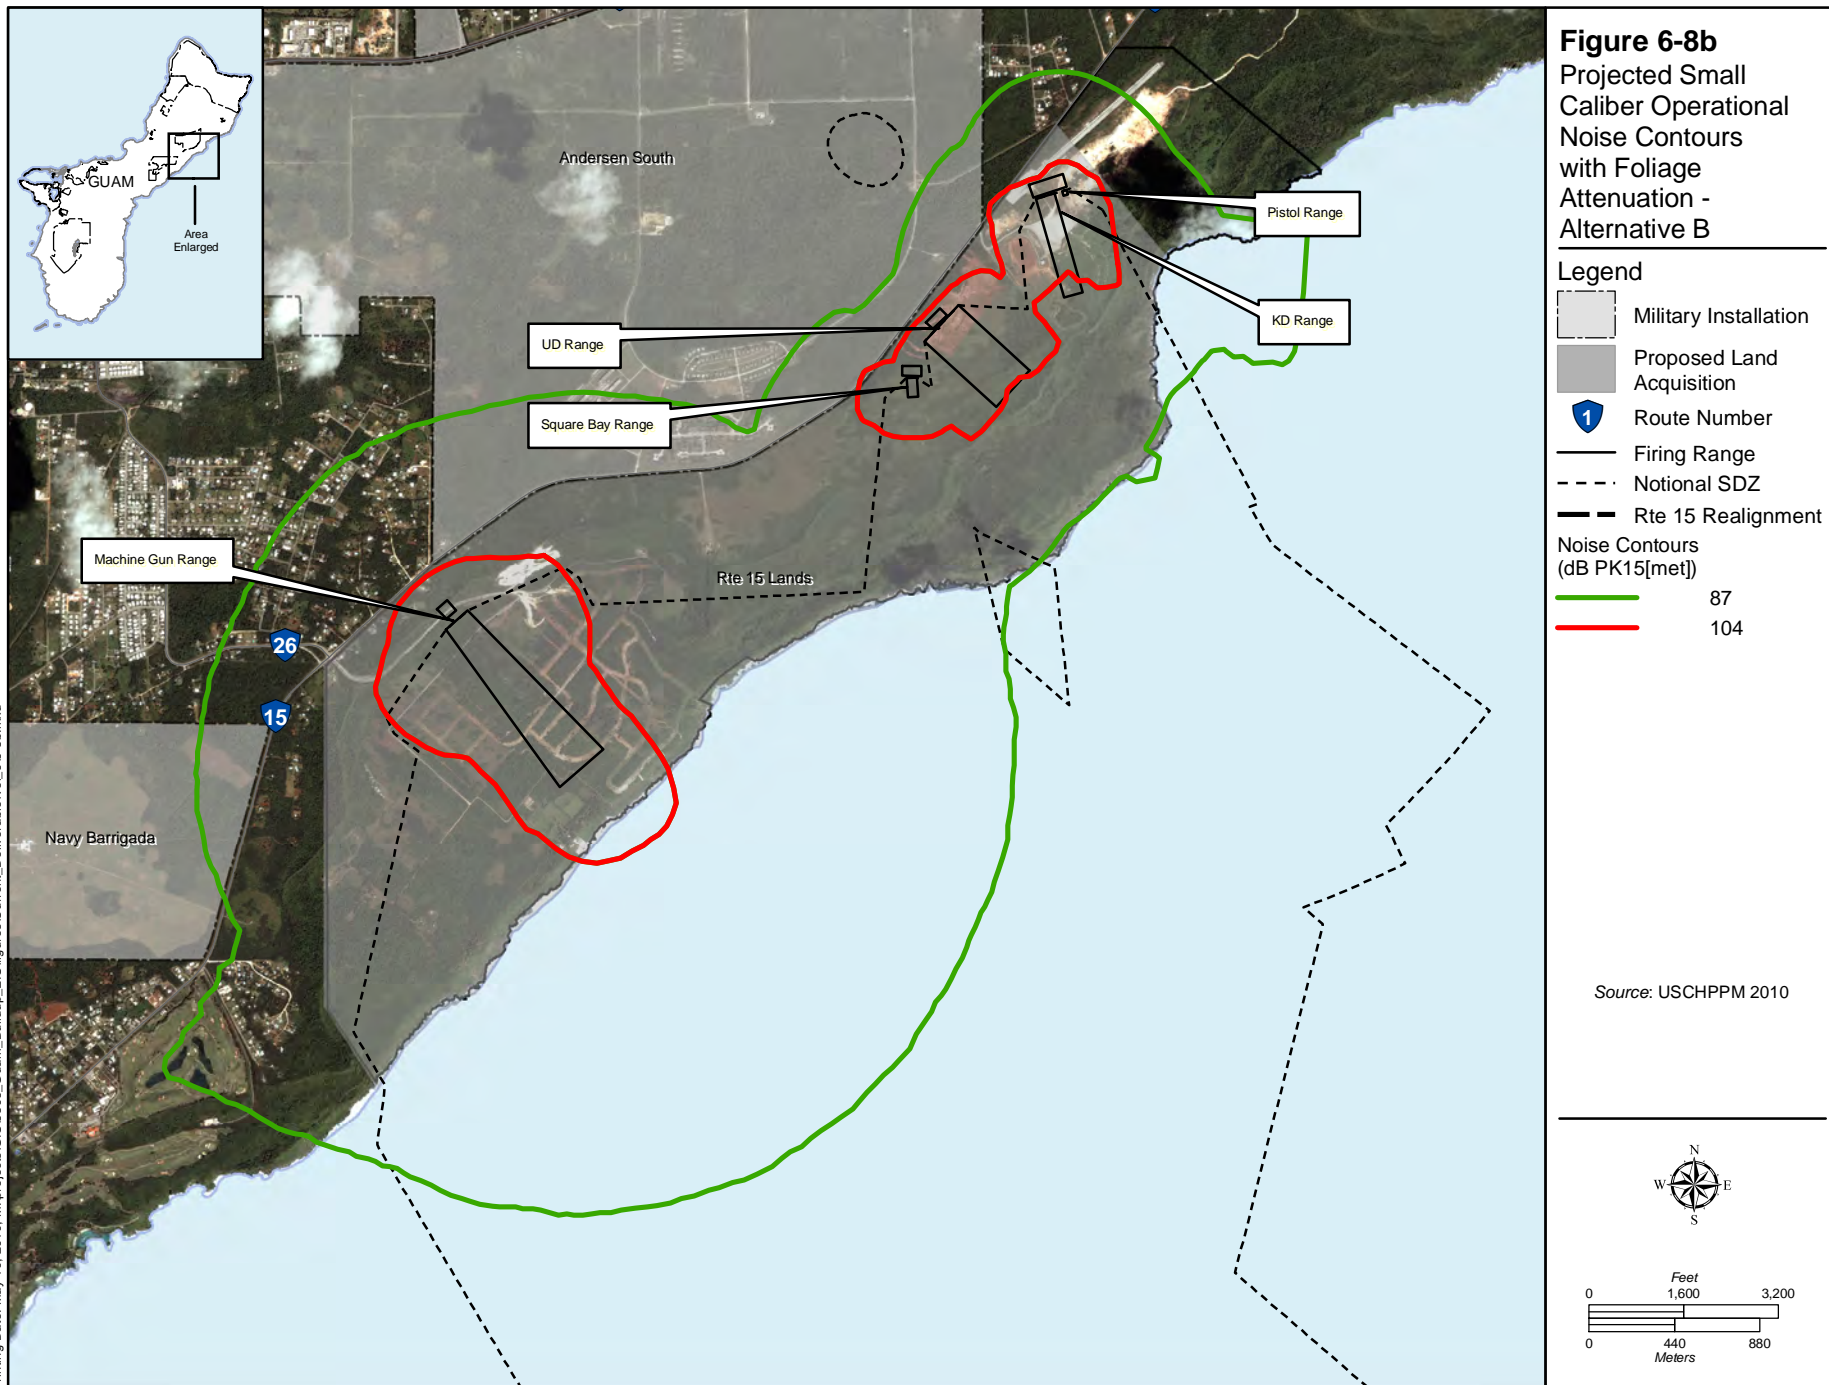 Figure 6-8b
Projected Small
Caliber Operational
Noise Contours
with Foliage
Attenuation -
Alternative B
Legend
Military Installation
Proposed Land
Acquisition
1
Route Number
Firing Range
Notional SDZ
Rte 15 Realignment
Noise Contours
(dB PK15[met])
87
104
Source: USCHPPM 2010
N
W E
S
Feet
0 1,600 3,200
0 440 880
Meters
GUAM
Area
Enlarged
Andersen South
Pistol Range
KD Range
UD Range
Square Bay Range
Machine Gun Range
Rte 15 Lands
26
15
Navy Barrigada